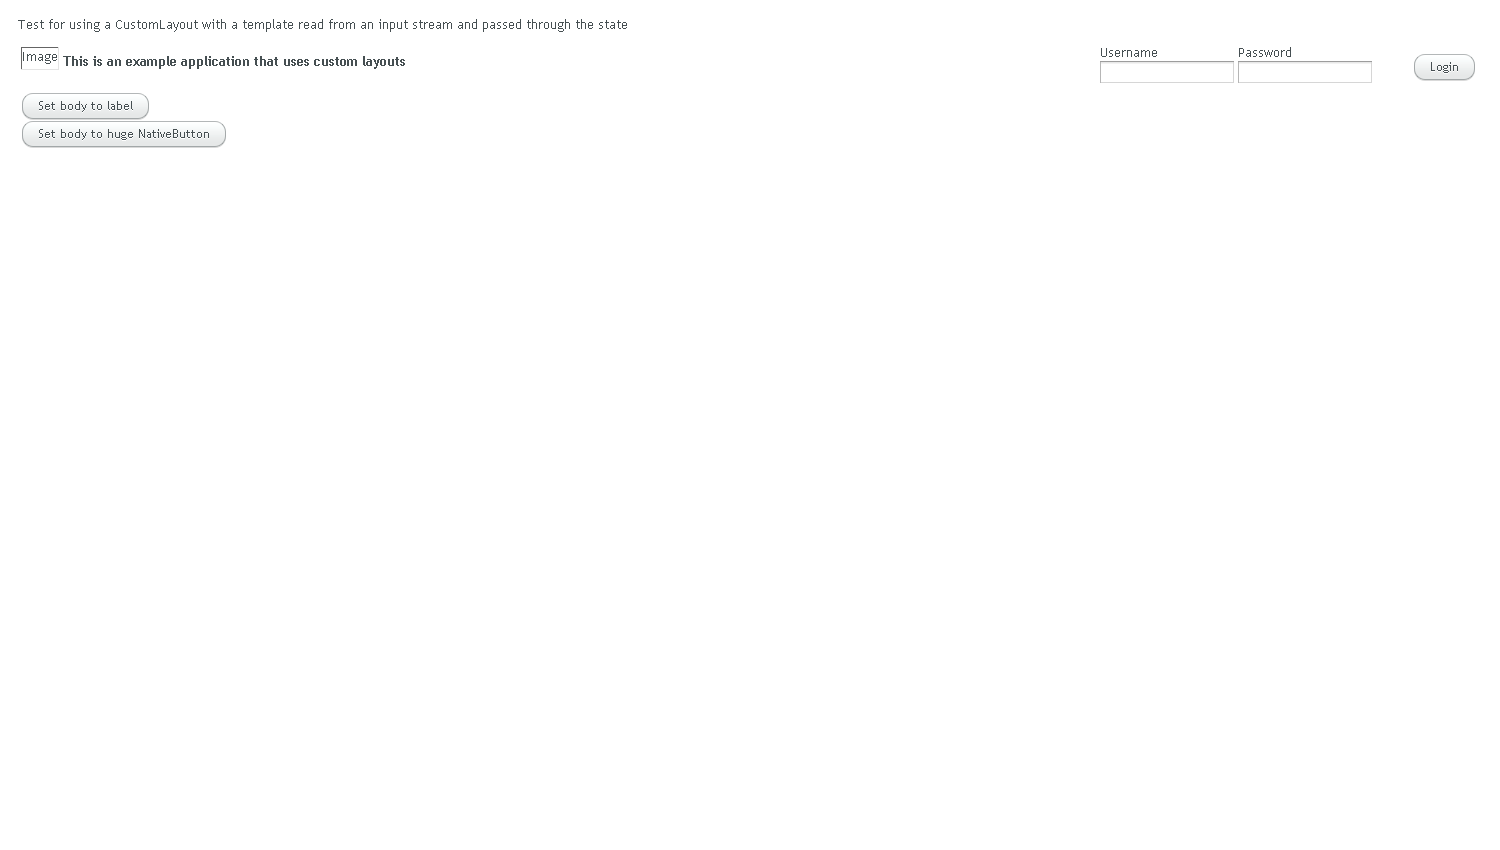 Test for using a CustomLayout with a template read from an input stream and passed through the state
Image This is an example application that uses custom layouts
Username Password
Login
Set body to label
Set body to huge NativeButton